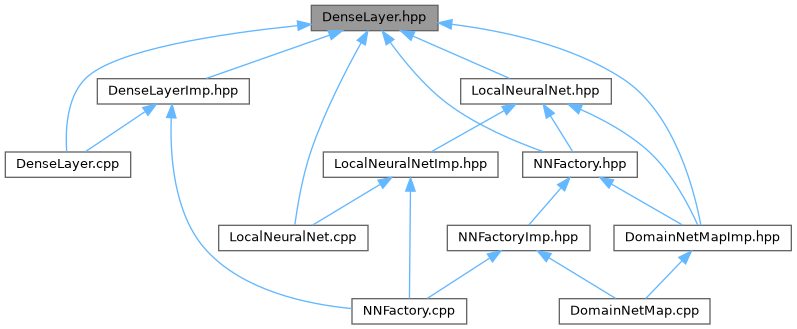 DenseLayer.hpp
DenseLayerImp.hpp
LocalNeuralNet.hpp
DenseLayer.cpp
LocalNeuralNetImp.hpp
NNFactory.hpp
LocalNeuralNet.cpp
NNFactoryImp.hpp
DomainNetMapImp.hpp
NNFactory.cpp
DomainNetMap.cpp